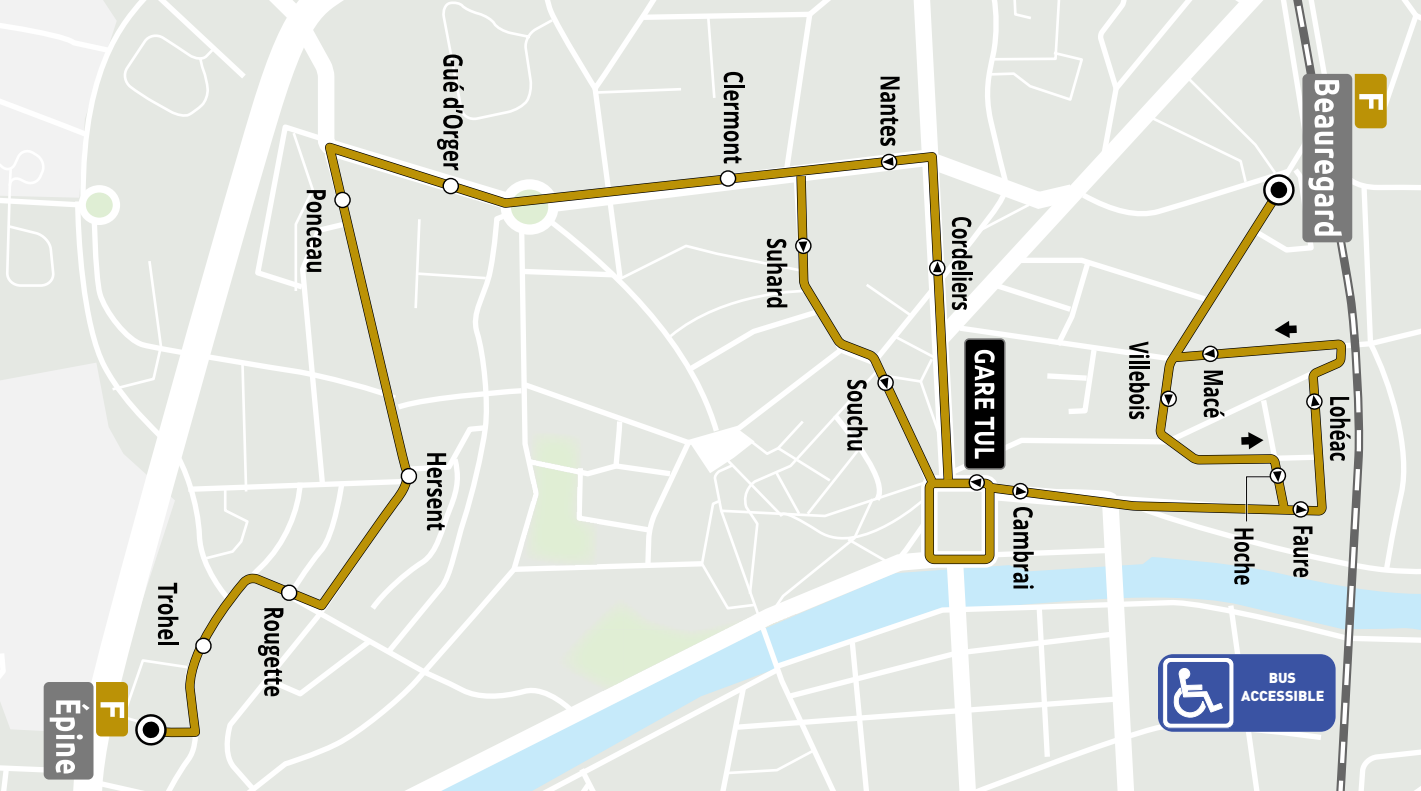 F
Beauregard
Lohéac
Macé
Villebois
Faure
Hoche
Cambrai
GARE TUL
Cordeliers
Nantes
Souchu
Suhard
Clermont
Gué d'Orger
Ponceau
Hersent
Rougette
Trohel
F
Épine
BUS
ACCESSIBLE